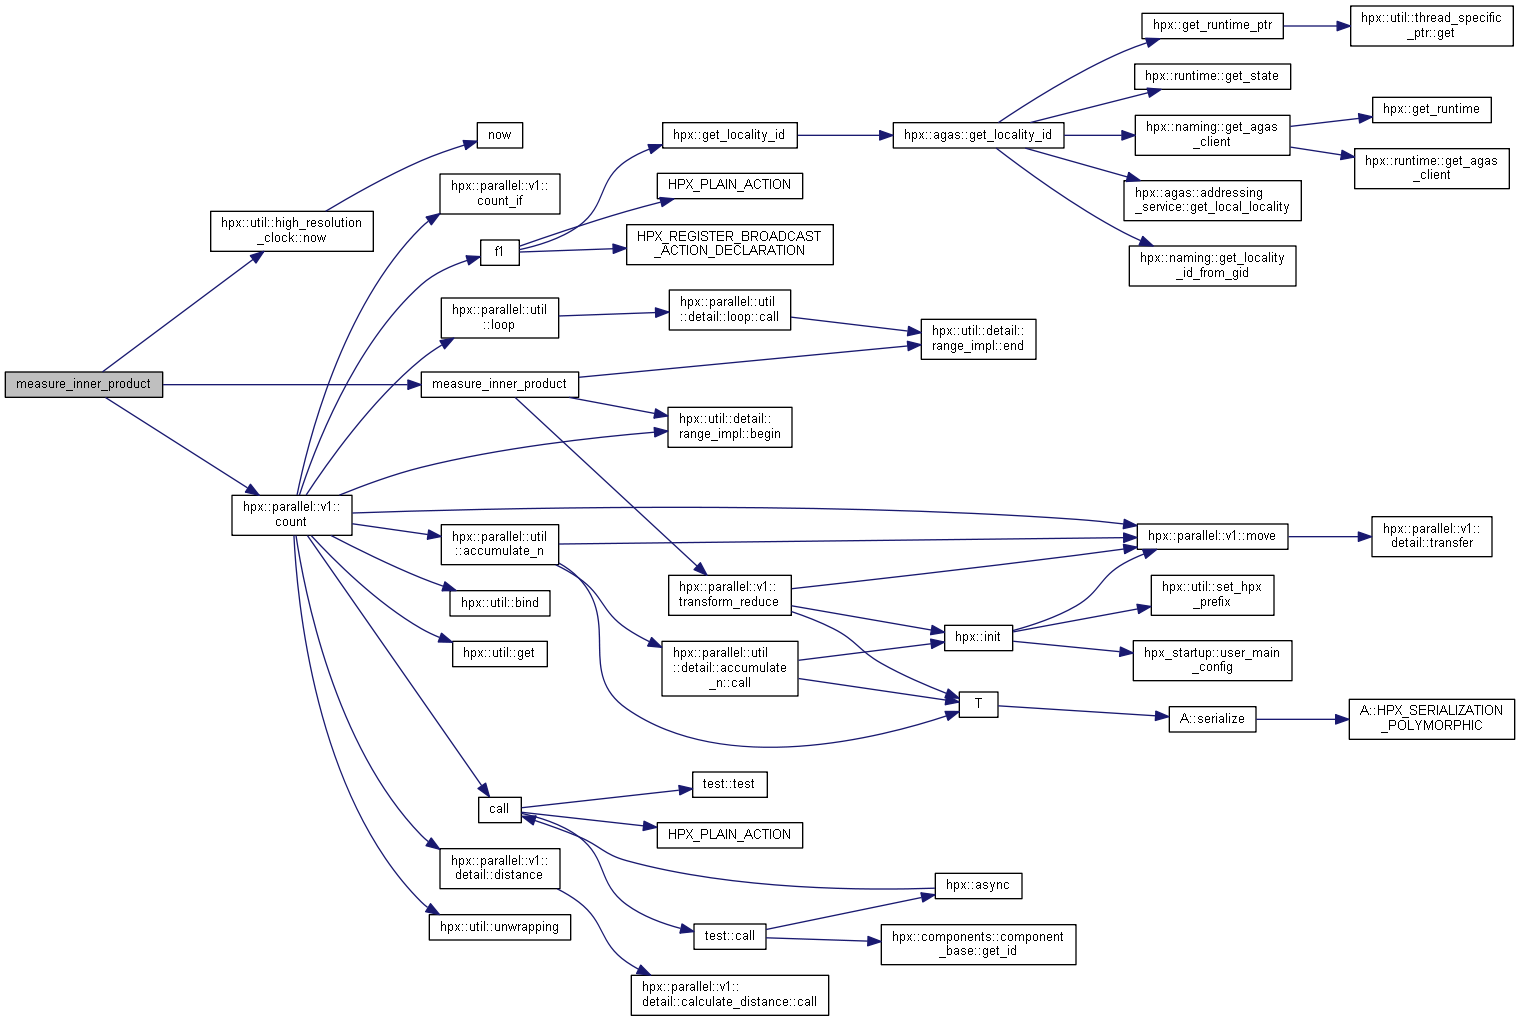 hpx::get_runtime_ptr
hpx::util::thread_specific
_ptr::get
hpx::runtime::get_state
hpx::get_runtime
now
hpx::get_locality_id
hpx::agas::get_locality_id
hpx::naming::get_agas
_client
hpx::runtime::get_agas
_client
hpx::parallel::v1::
count_if
HPX_PLAIN_ACTION
hpx::agas::addressing
_service::get_local_locality
hpx::util::high_resolution
_clock::now
f1
HPX_REGISTER_BROADCAST
_ACTION_DECLARATION
hpx::naming::get_locality
_id_from_gid
hpx::parallel::util
::loop
hpx::parallel::util
::detail::loop::call
hpx::util::detail::
range_impl::end
measure_inner_product
measure_inner_product
hpx::util::detail::
range_impl::begin
hpx::parallel::v1::
count
hpx::parallel::util
::accumulate_n
hpx::parallel::v1::move
hpx::parallel::v1::
detail::transfer
hpx::util::bind
hpx::parallel::v1::
transform_reduce
hpx::util::set_hpx
_prefix
hpx::init
hpx::util::get
hpx::parallel::util
::detail::accumulate
_n::call
hpx_startup::user_main
_config
T
A::serialize
A::HPX_SERIALIZATION
_POLYMORPHIC
test::test
call
HPX_PLAIN_ACTION
hpx::parallel::v1::
detail::distance
hpx::async
hpx::util::unwrapping
test::call
hpx::components::component
_base::get_id
hpx::parallel::v1::
detail::calculate_distance::call